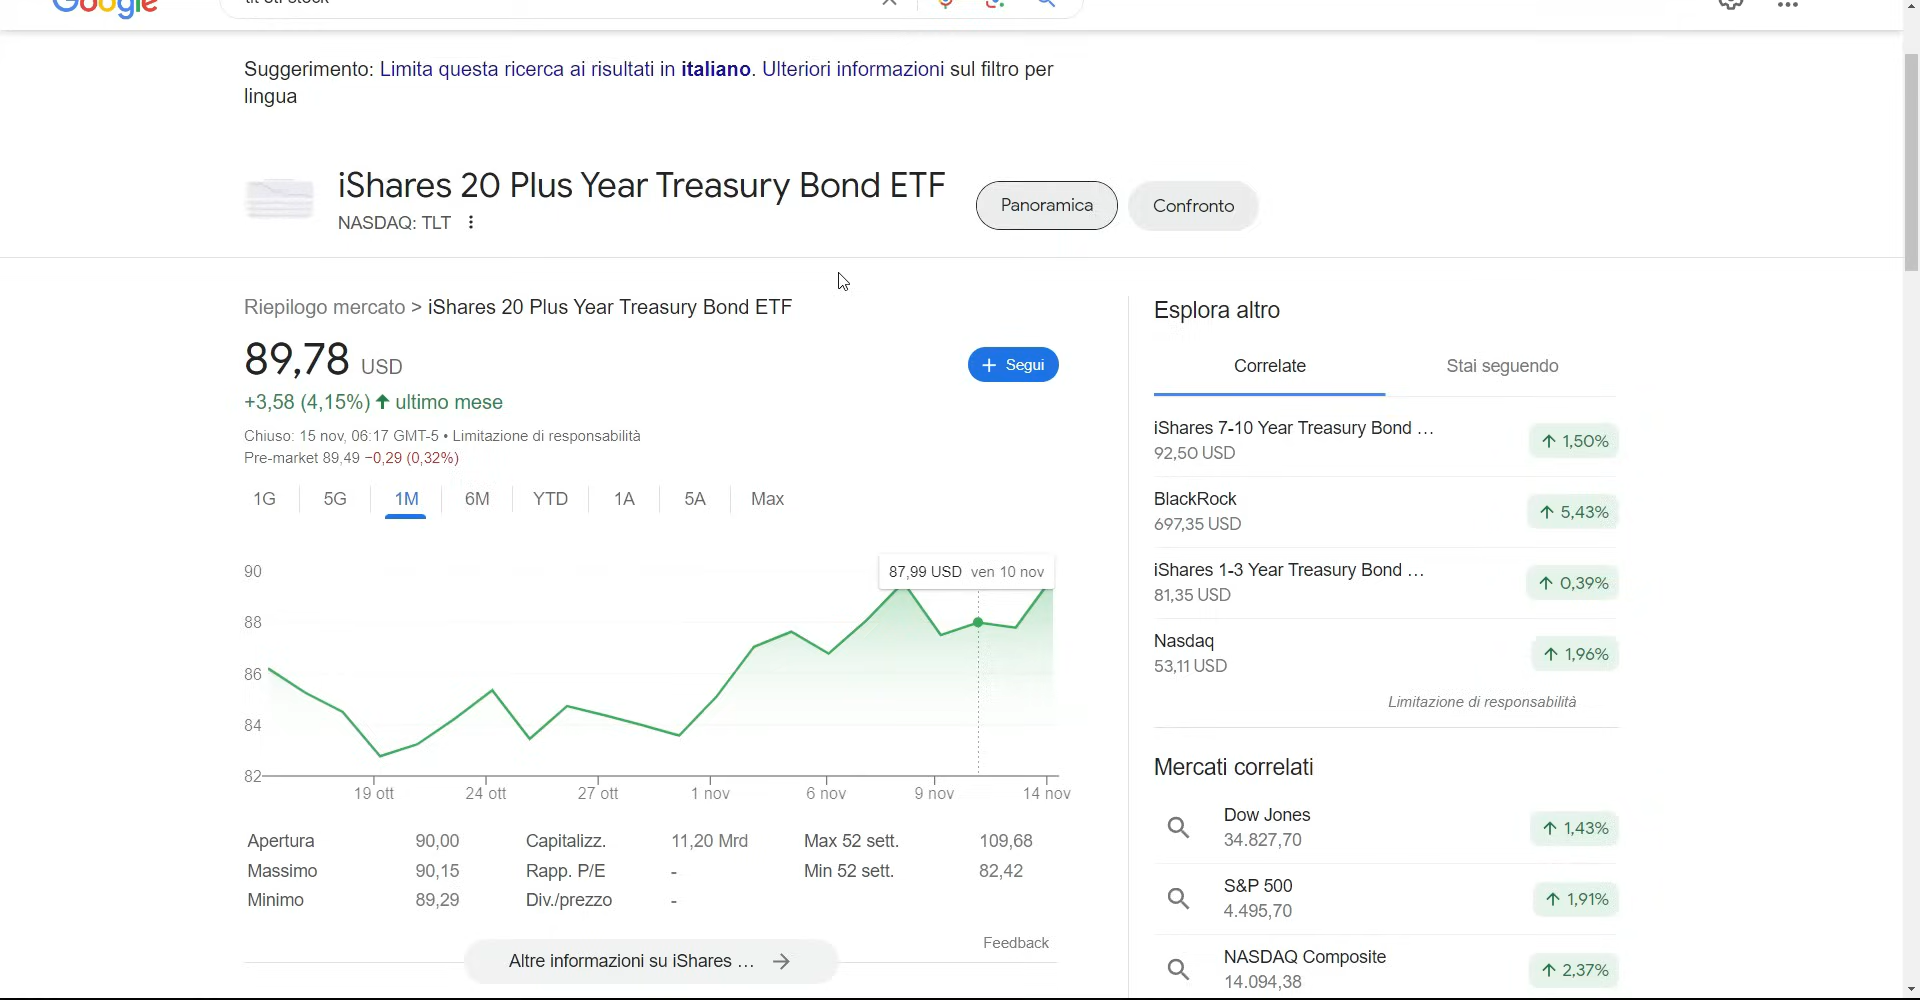 Google
Suggerimento: Limita questa ricerca ai risultati in italiano. Ulteriori informazioni sul filtro per
lingua
iShares 20 Plus Year Treasury Bond ETF
NASDAQ: TLT
Panoramica
Confronto
Riepilogo mercato > iShares 20 Plus Year Treasury Bond ETF
89,78 USD
+ Segui
+3,58 (4,15%) ↑ ultimo mese
Chiuso: 15 nov, 06:17 GMT-5 • Limitazione di responsabilità
Pre-market 89,49 −0,29 (0,32%)
1G 5G 1M 6M YTD 1A 5A Max
87,99 USD ven 10 nov
90
88
86
84
82
19 ott 24 ott 27 ott 1 nov 6 nov 9 nov 14 nov
Apertura 90,00 Capitalizz. 11,20 Mrd Max 52 sett. 109,68
Massimo 90,15 Rapp. P/E - Min 52 sett. 82,42
Minimo 89,29 Div./prezzo -
Feedback
Altre informazioni su iShares ... →
Esplora altro
Correlate Stai seguendo
iShares 7-10 Year Treasury Bond ...
92,50 USD
↑ 1,50%
BlackRock
697,35 USD
↑ 5,43%
iShares 1-3 Year Treasury Bond ...
81,35 USD
↑ 0,39%
Nasdaq
53,11 USD
↑ 1,96%
Limitazione di responsabilità
Mercati correlati
Dow Jones
34.827,70
↑ 1,43%
S&P 500
4.495,70
↑ 1,91%
NASDAQ Composite
14.094,38
↑ 2,37%